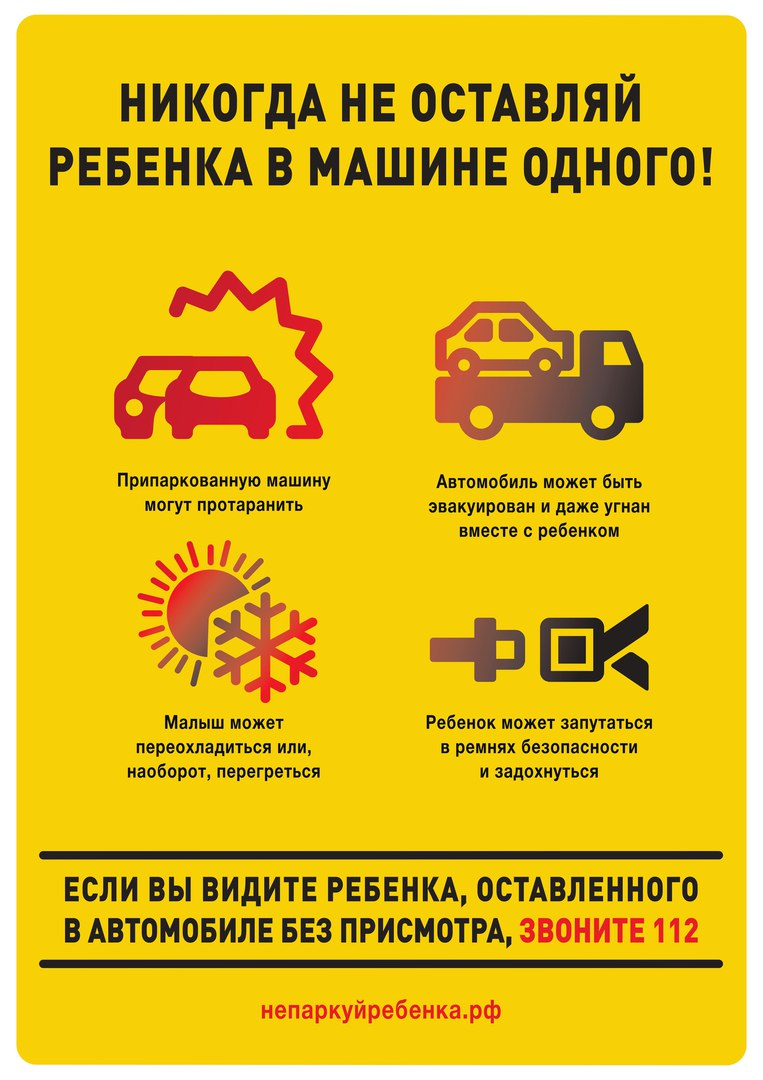 НИКОГДА НЕ ОСТАВЛЯЙ
РЕБЕНКА В МАШИНЕ ОДНОГО!
Припаркованную машину
могут протаранить
Автомобиль может быть
эвакуирован и даже угнан
вместе с ребенком
Малыш может
переохладиться или,
наоборот, перегреться
Ребенок может запутаться
в ремнях безопасности
и задохнуться
ЕСЛИ ВЫ ВИДИТЕ РЕБЕНКА, ОСТАВЛЕННОГО
В АВТОМОБИЛЕ БЕЗ ПРИСМОТРА, ЗВОНИТЕ 112
непаркуйребенка.рф